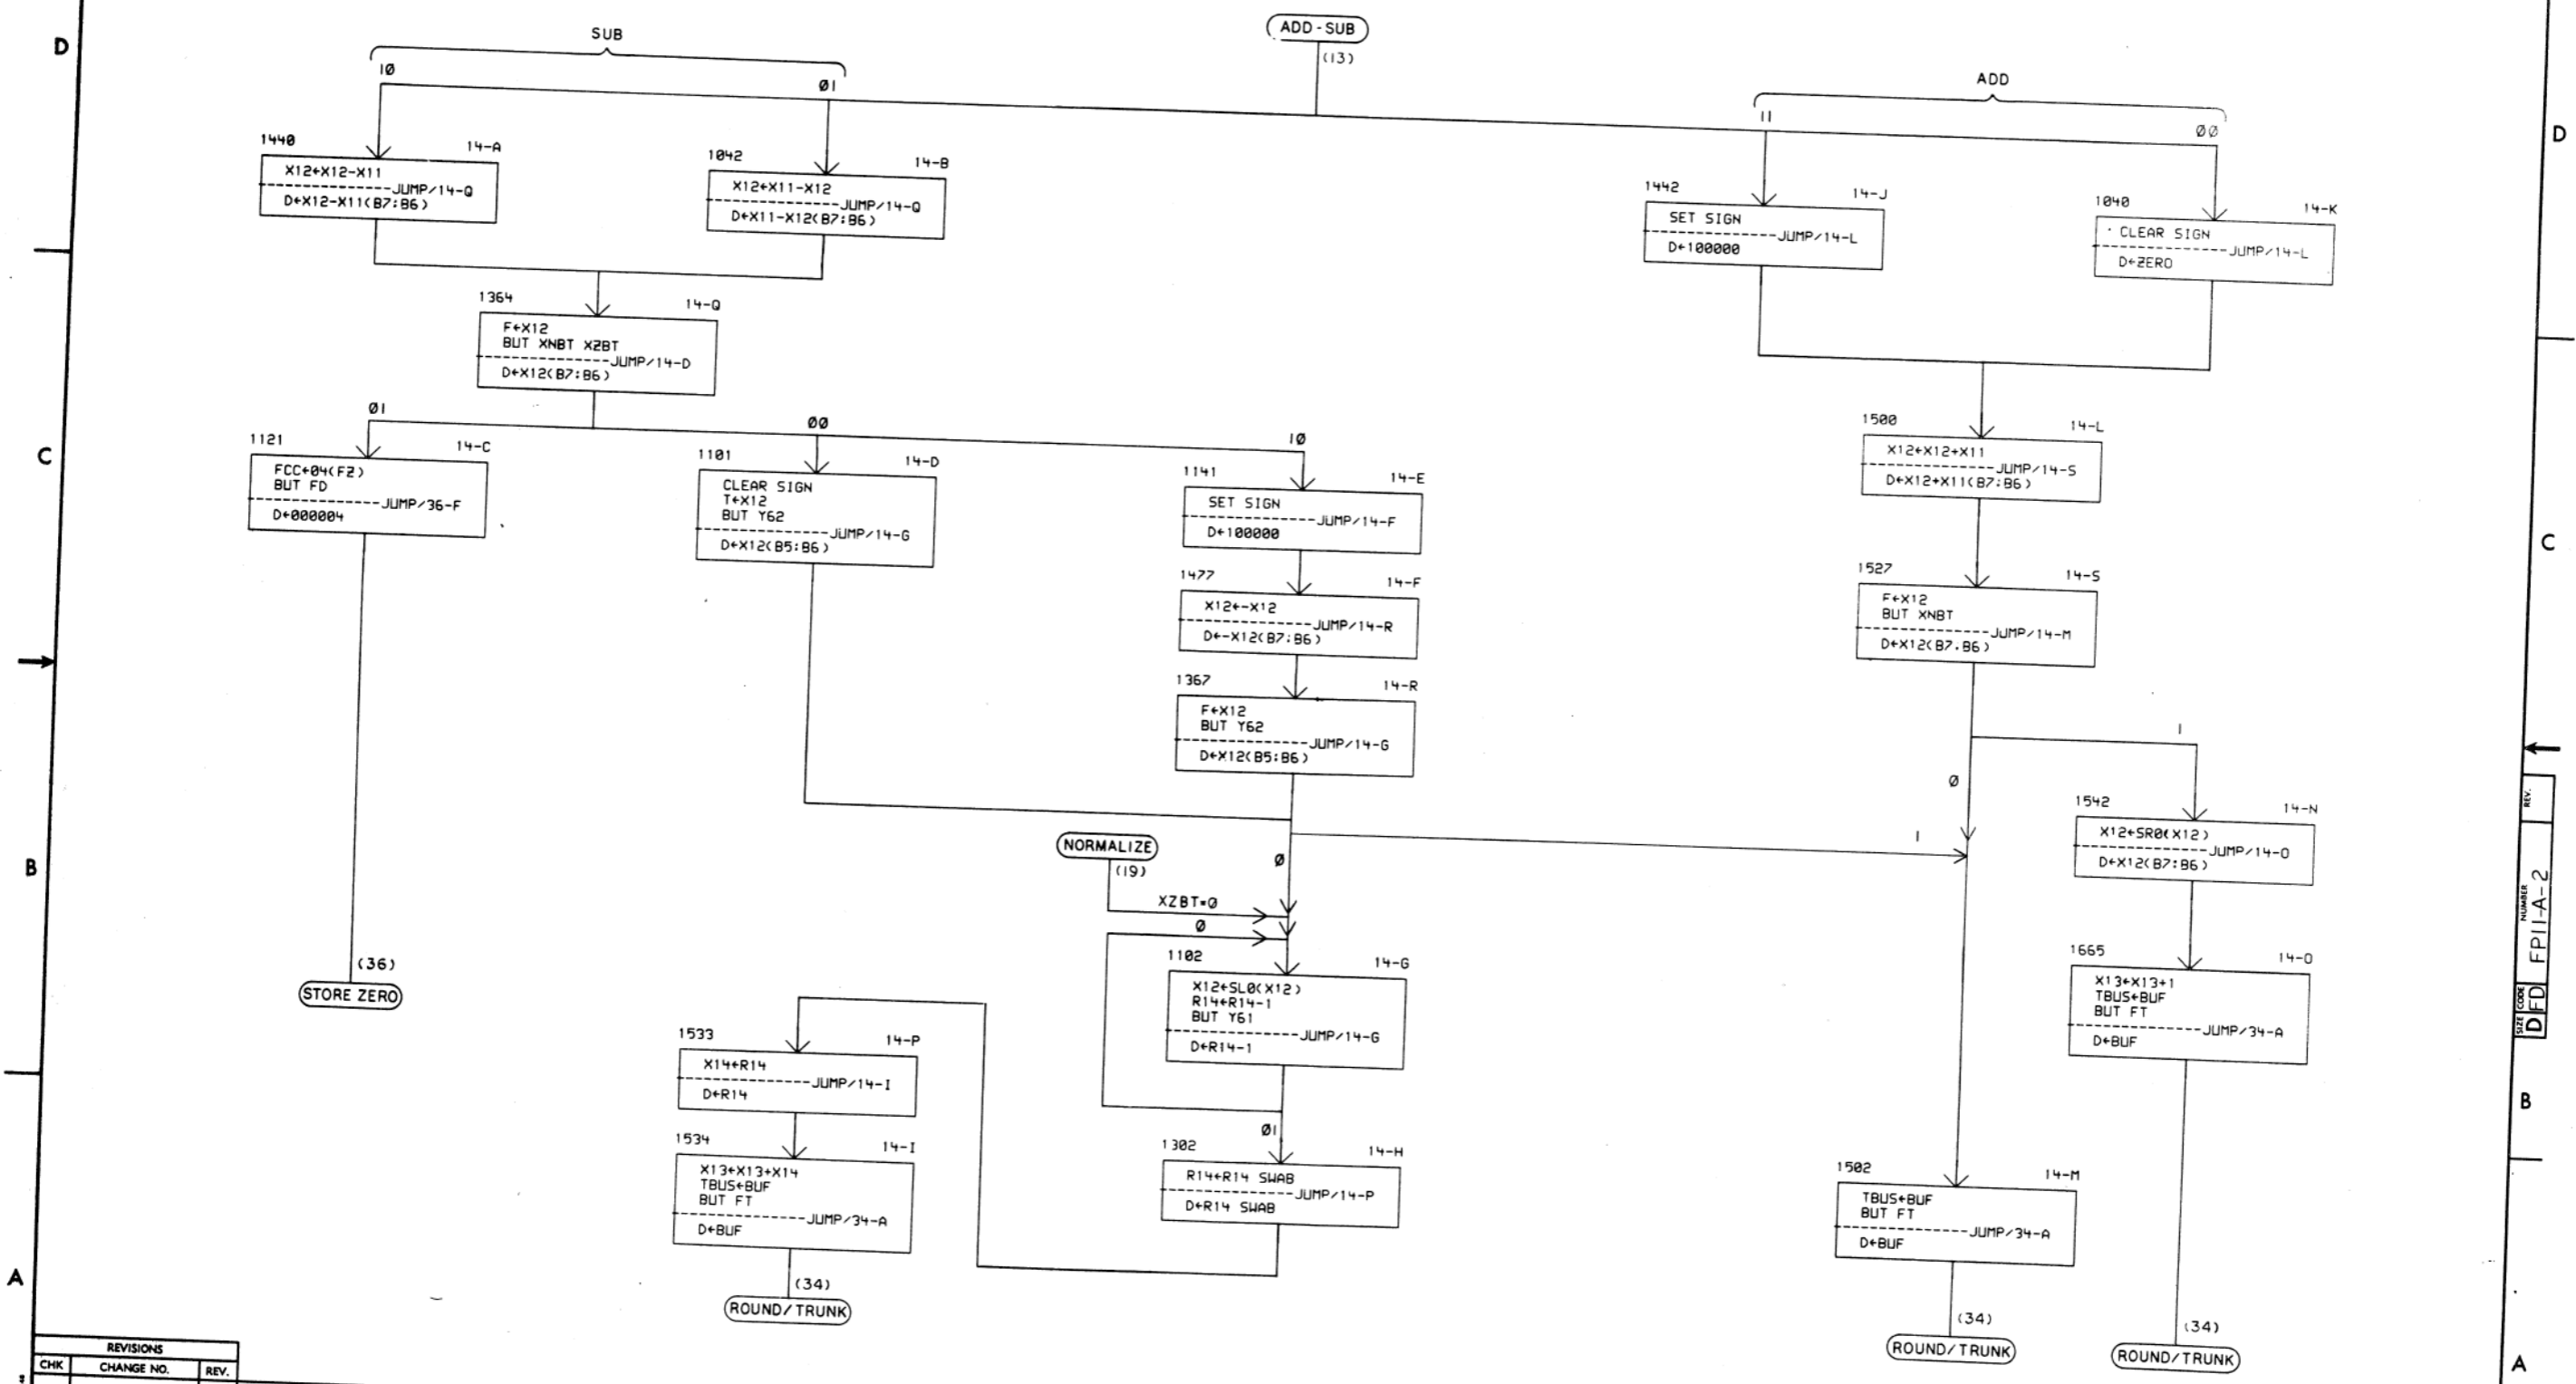 D
SUB
ADD-SUB
(13)
ADD
D
10
Ø1
11
ØØ
1440 14-A
X12←X12-X11
JUMP/14-Q
D←X12-X11(B7:B6)
1042 14-B
X12←X11-X12
JUMP/14-Q
D←X11-X12(B7:B6)
1442 14-J
SET SIGN
JUMP/14-L
D←100000
1040 14-K
CLEAR SIGN
JUMP/14-L
D←ZERO
1364 14-Q
F←X12
BUT XNBT XZBT
JUMP/14-D
D←X12(B7:B6)
C
Ø1
ØØ
1Ø
1121 14-C
FCC←04(F2)
BUT FD
JUMP/36-F
D←000004
1101 14-D
CLEAR SIGN
T←X12
BUT Y62
JUMP/14-G
D←X12(B5:B6)
1141 14-E
SET SIGN
JUMP/14-F
D←100000
1500 14-L
X12←X12+X11
JUMP/14-S
D←X12+X11(B7:B6)
C
1477 14-F
X12←-X12
JUMP/14-R
D←-X12(B7:B6)
1527 14-S
F←X12
BUT XNBT
JUMP/14-M
D←X12(B7:B6)
1367 14-R
F←X12
BUT Y62
JUMP/14-G
D←X12(B5:B6)
1
Ø
1542 14-N
X12←SR0(X12)
JUMP/14-O
D←X12(B7:B6)
B
NORMALIZE
(19)
Ø
1
XZBT=Ø
Ø
1102 14-G
X12←SL0(X12)
R14←R14-1
BUT Y61
JUMP/14-G
D←R14-1
1665 14-O
X13←X13+1
TBUS←BUF
BUT FT
JUMP/34-A
D←BUF
(36)
STORE ZERO
1533 14-P
X14←R14
JUMP/14-I
D←R14
B
Ø1
1534 14-I
X13←X13+X14
TBUS←BUF
BUT FT
JUMP/34-A
D←BUF
1302 14-H
R14←R14 SWAB
JUMP/14-P
D←R14 SWAB
1502 14-M
TBUS←BUF
BUT FT
JUMP/34-A
D←BUF
A
(34)
ROUND/TRUNK
(34)
ROUND/TRUNK
(34)
ROUND/TRUNK
A
REV.
NUMBER
FP11-A-2
SIZE CODE
D FD
REVISIONS
CHK CHANGE NO. REV.